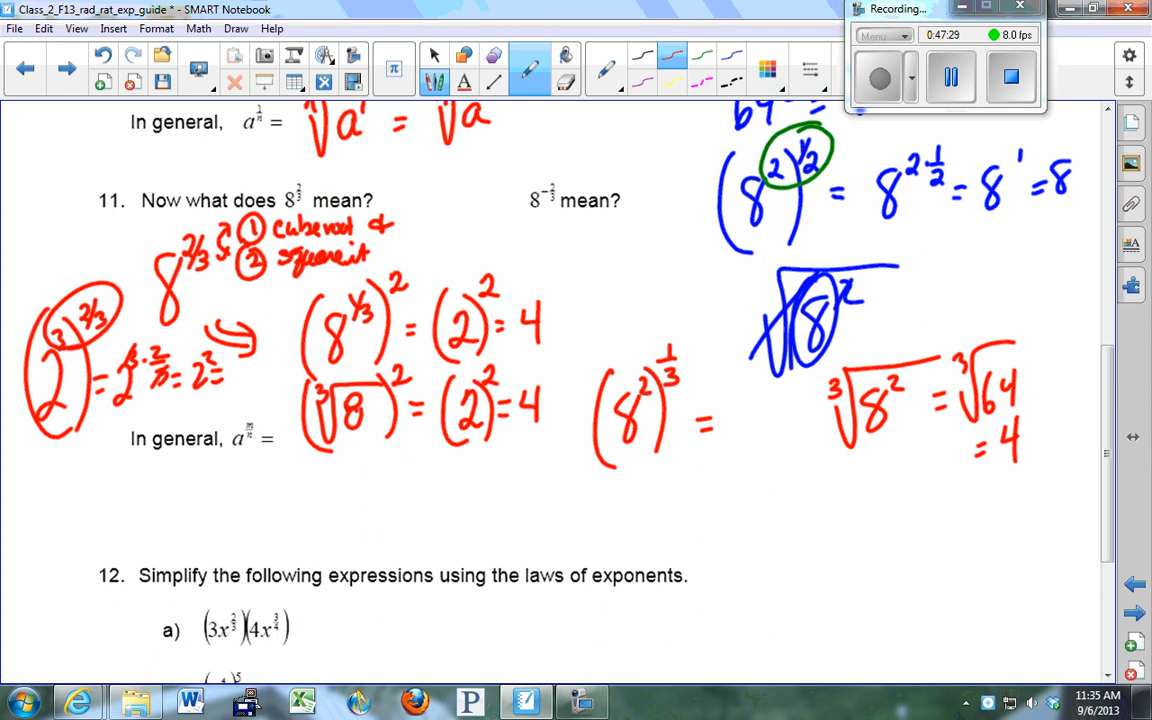 Class_2_F13_rad_rat_exp_guide * - SMART Notebook
Recording...
File Edit View Insert Format Math Draw Help
Menu 0:47:29 8.0 fps
In general, a^(1/n) = ⁿ√a¹ = ⁿ√a
64
(8²)^(1/2) = 8^(2·1/2) = 8¹ = 8
11. Now what does 8^(2/3) mean? 8^(-2/3) mean?
8^(2/3) ① cube root of
② square it
√8²
(2³)^(2/3) = 2^(3·2/3) = 2² =
(8^(1/3))² = (2)² = 4
(³√8)² = (2)² = 4 (8²)^(1/3) = ³√8² = ³√64
= 4
In general, a^(m/n) =
12. Simplify the following expressions using the laws of exponents.
a) (3x^(2/3))(4x^(3/4))
11:35 AM
9/6/2013